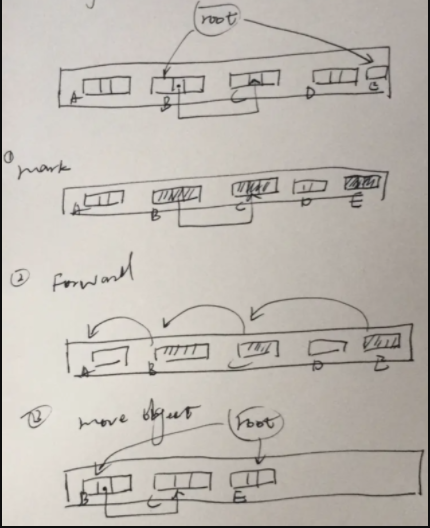 root
A B C D E
① mark
A B C D E
② Forward
A B C D E
③ move object
root
B C E